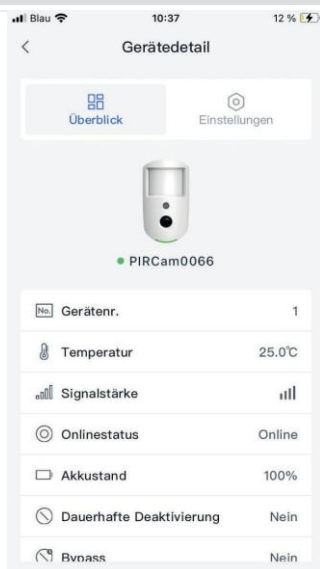 Blau
10:37
12 %
Gerätedetail
Überblick
Einstellungen
PIRCam0066
No. Gerätenr. 1
Temperatur 25.0℃
Signalstärke
Onlinestatus Online
Akkustand 100%
Dauerhafte Deaktivierung Nein
Bypass Nein